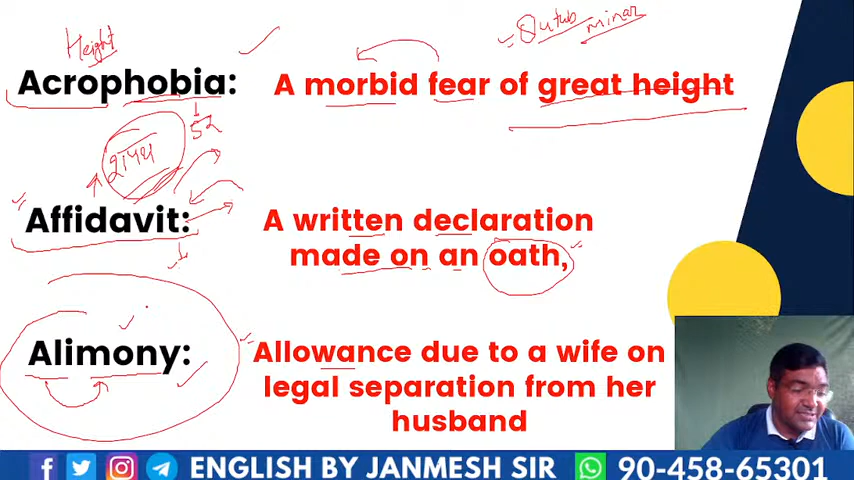 Qutub minar
Height
Acrophobia: A morbid fear of great height
52
शपथ
Affidavit: A written declaration
made on an oath,
Alimony: Allowance due to a wife on
legal separation from her
husband
ENGLISH BY JANMESH SIR 90-458-65301